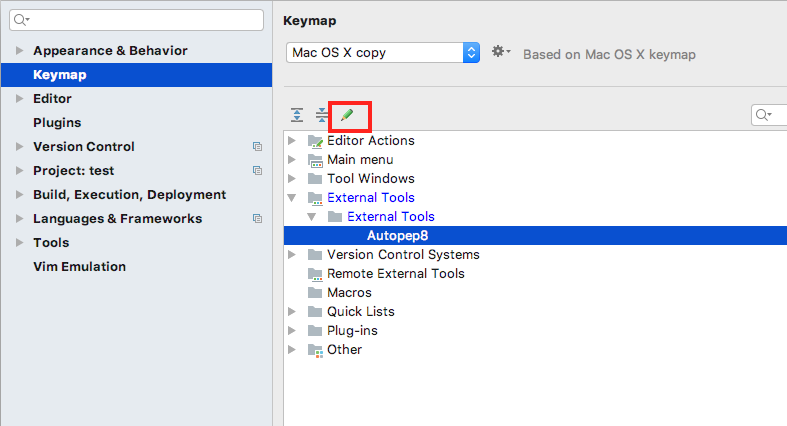 Appearance & Behavior
Keymap
Editor
Plugins
Version Control
Project: test
Build, Execution, Deployment
Languages & Frameworks
Tools
Vim Emulation
Keymap
Mac OS X copy
Based on Mac OS X keymap
Editor Actions
Main menu
Tool Windows
External Tools
External Tools
Autopep8
Version Control Systems
Remote External Tools
Macros
Quick Lists
Plug-ins
Other